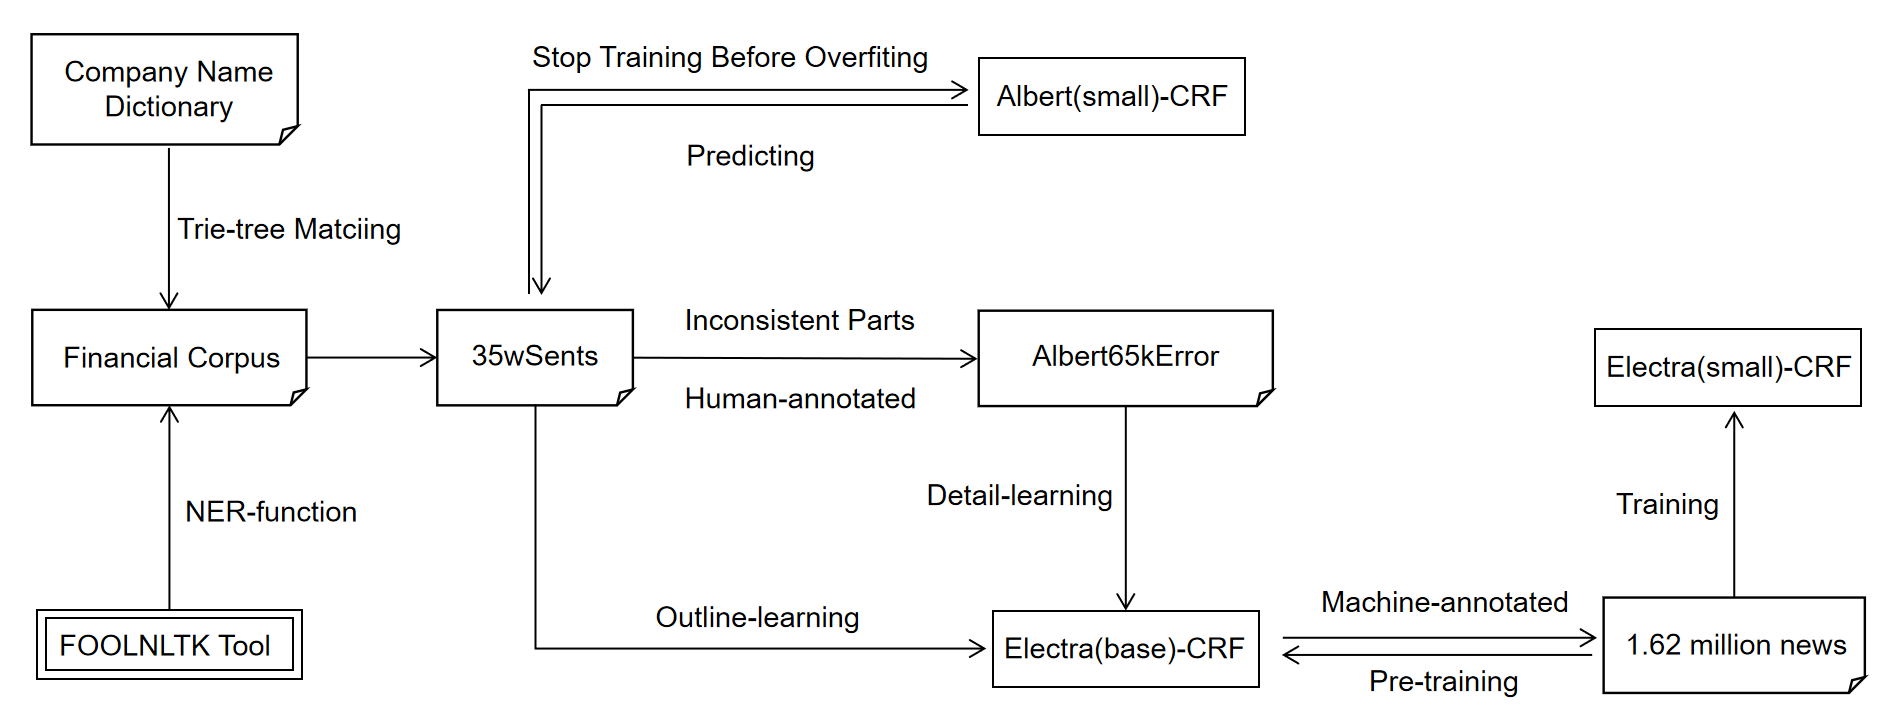 Company Name
Dictionary
Stop Training Before Overfiting
Albert(small)-CRF
Predicting
Trie-tree Matciing
Financial Corpus
35wSents
Inconsistent Parts
Human-annotated
Albert65kError
Electra(small)-CRF
NER-function
Detail-learning
Training
FOOLNLTK Tool
Outline-learning
Electra(base)-CRF
Machine-annotated
Pre-training
1.62 million news